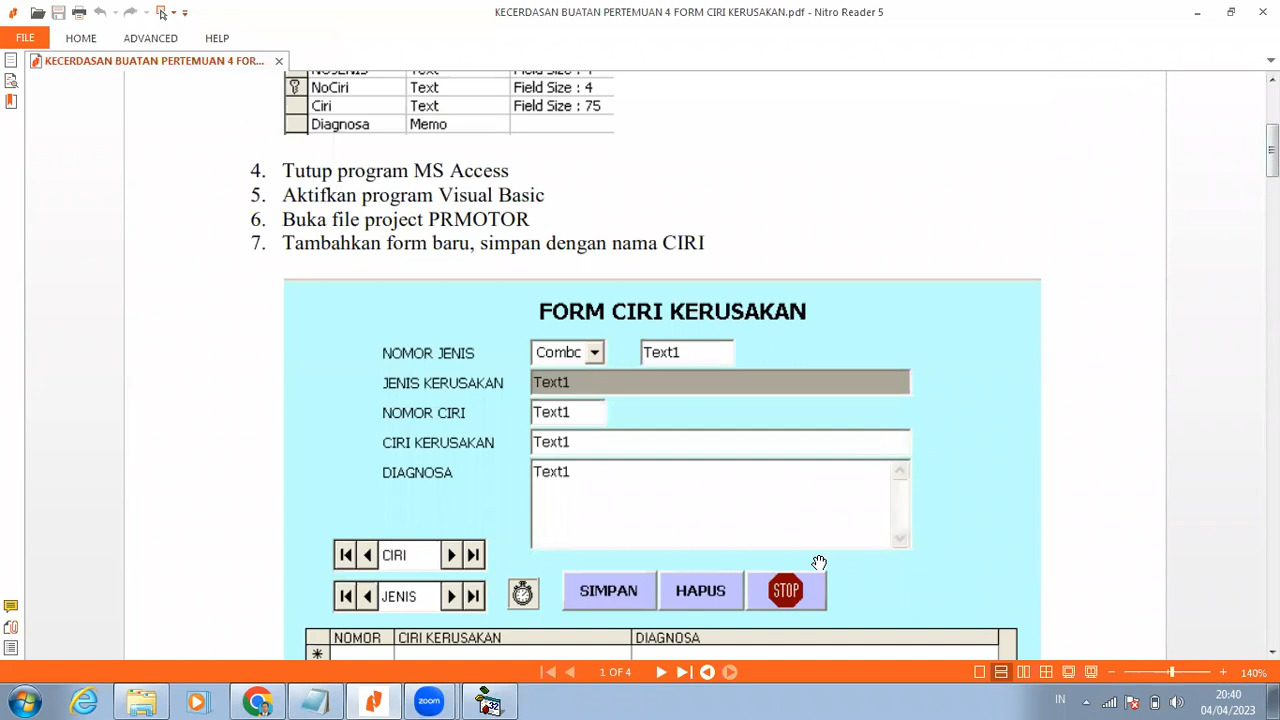 KECERDASAN BUATAN PERTEMUAN 4 FORM CIRI KERUSAKAN.pdf - Nitro Reader 5
FILE HOME ADVANCED HELP
KECERDASAN BUATAN PERTEMUAN 4 FOR...
NoCiri Text Field Size : 4
Ciri Text Field Size : 75
Diagnosa Memo
4. Tutup program MS Access
5. Aktifkan program Visual Basic
6. Buka file project PRMOTOR
7. Tambahkan form baru, simpan dengan nama CIRI
FORM CIRI KERUSAKAN
NOMOR JENIS Combc Text1
JENIS KERUSAKAN Text1
NOMOR CIRI Text1
CIRI KERUSAKAN Text1
DIAGNOSA Text1
CIRI
JENIS SIMPAN HAPUS STOP
NOMOR CIRI KERUSAKAN DIAGNOSA
1 OF 4 140%
zoom 32 IN 20:40
04/04/2023